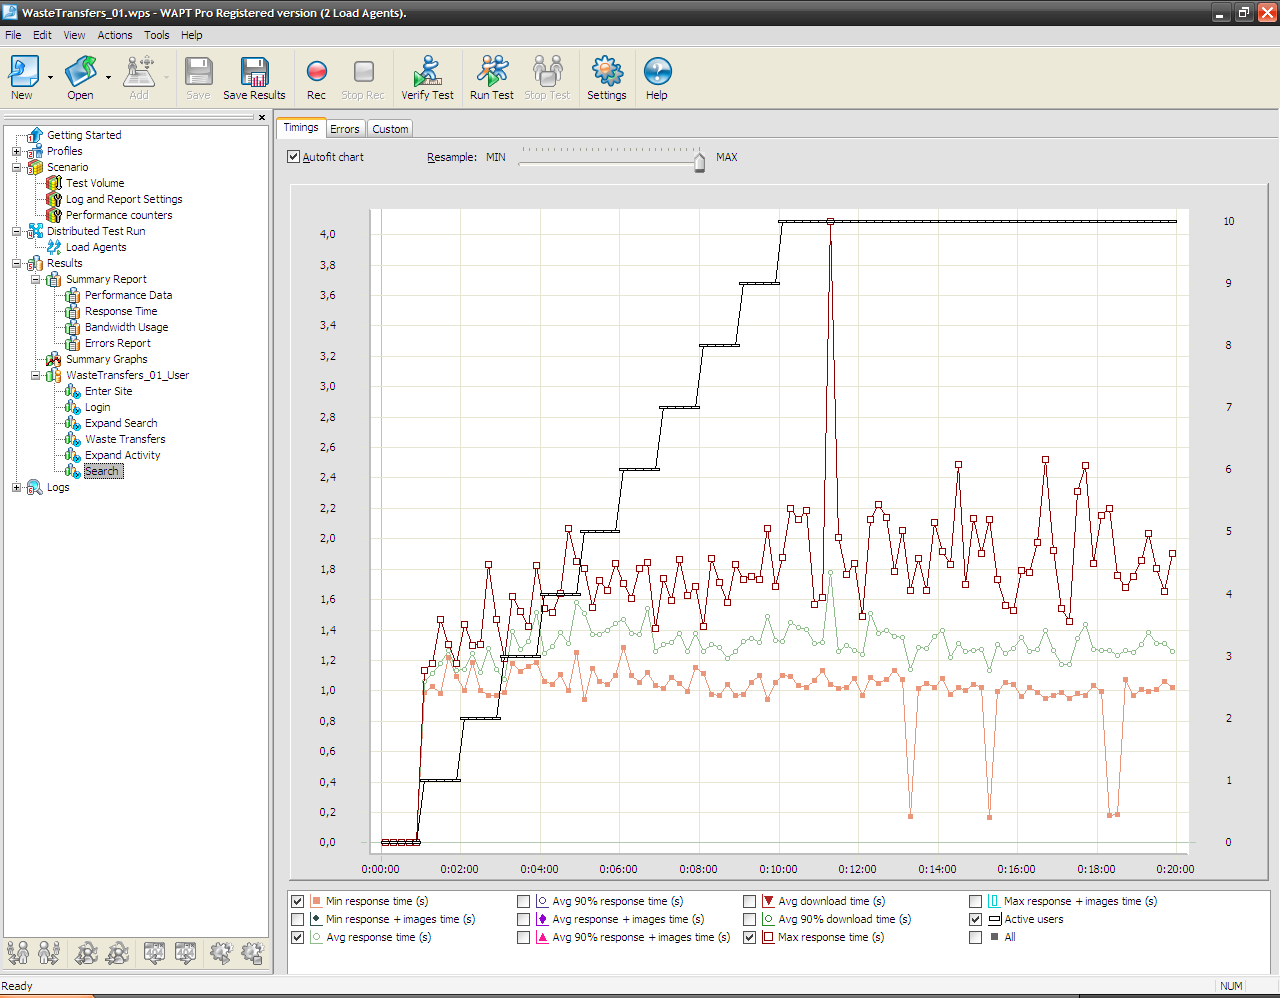 WasteTransfers_01.wps - WAPT Pro Registered version (2 Load Agents).
File Edit View Actions Tools Help
New Open Add Save Save Results Rec Stop Rec Verify Test Run Test Stop Test Settings Help
Getting Started
Profiles
Scenario
Test Volume
Log and Report Settings
Performance counters
Distributed Test Run
Load Agents
Results
Summary Report
Performance Data
Response Time
Bandwidth Usage
Errors Report
Summary Graphs
WasteTransfers_01_User
Enter Site
Login
Expand Search
Waste Transfers
Expand Activity
Search
Logs
Timings Errors Custom
Autofit chart Resample: MIN MAX
4,0
3,8
3,6
3,4
3,2
3,0
2,8
2,6
2,4
2,2
2,0
1,8
1,6
1,4
1,2
1,0
0,8
0,6
0,4
0,2
0,0
10
9
8
7
6
5
4
3
2
1
0
0:00:00 0:02:00 0:04:00 0:06:00 0:08:00 0:10:00 0:12:00 0:14:00 0:16:00 0:18:00 0:20:00
Min response time (s) Avg 90% response time (s) Avg download time (s) Max response + images time (s)
Min response + images time (s) Avg response + images time (s) Avg 90% download time (s) Active users
Avg response time (s) Avg 90% response + images time (s) Max response time (s) All
Ready NUM